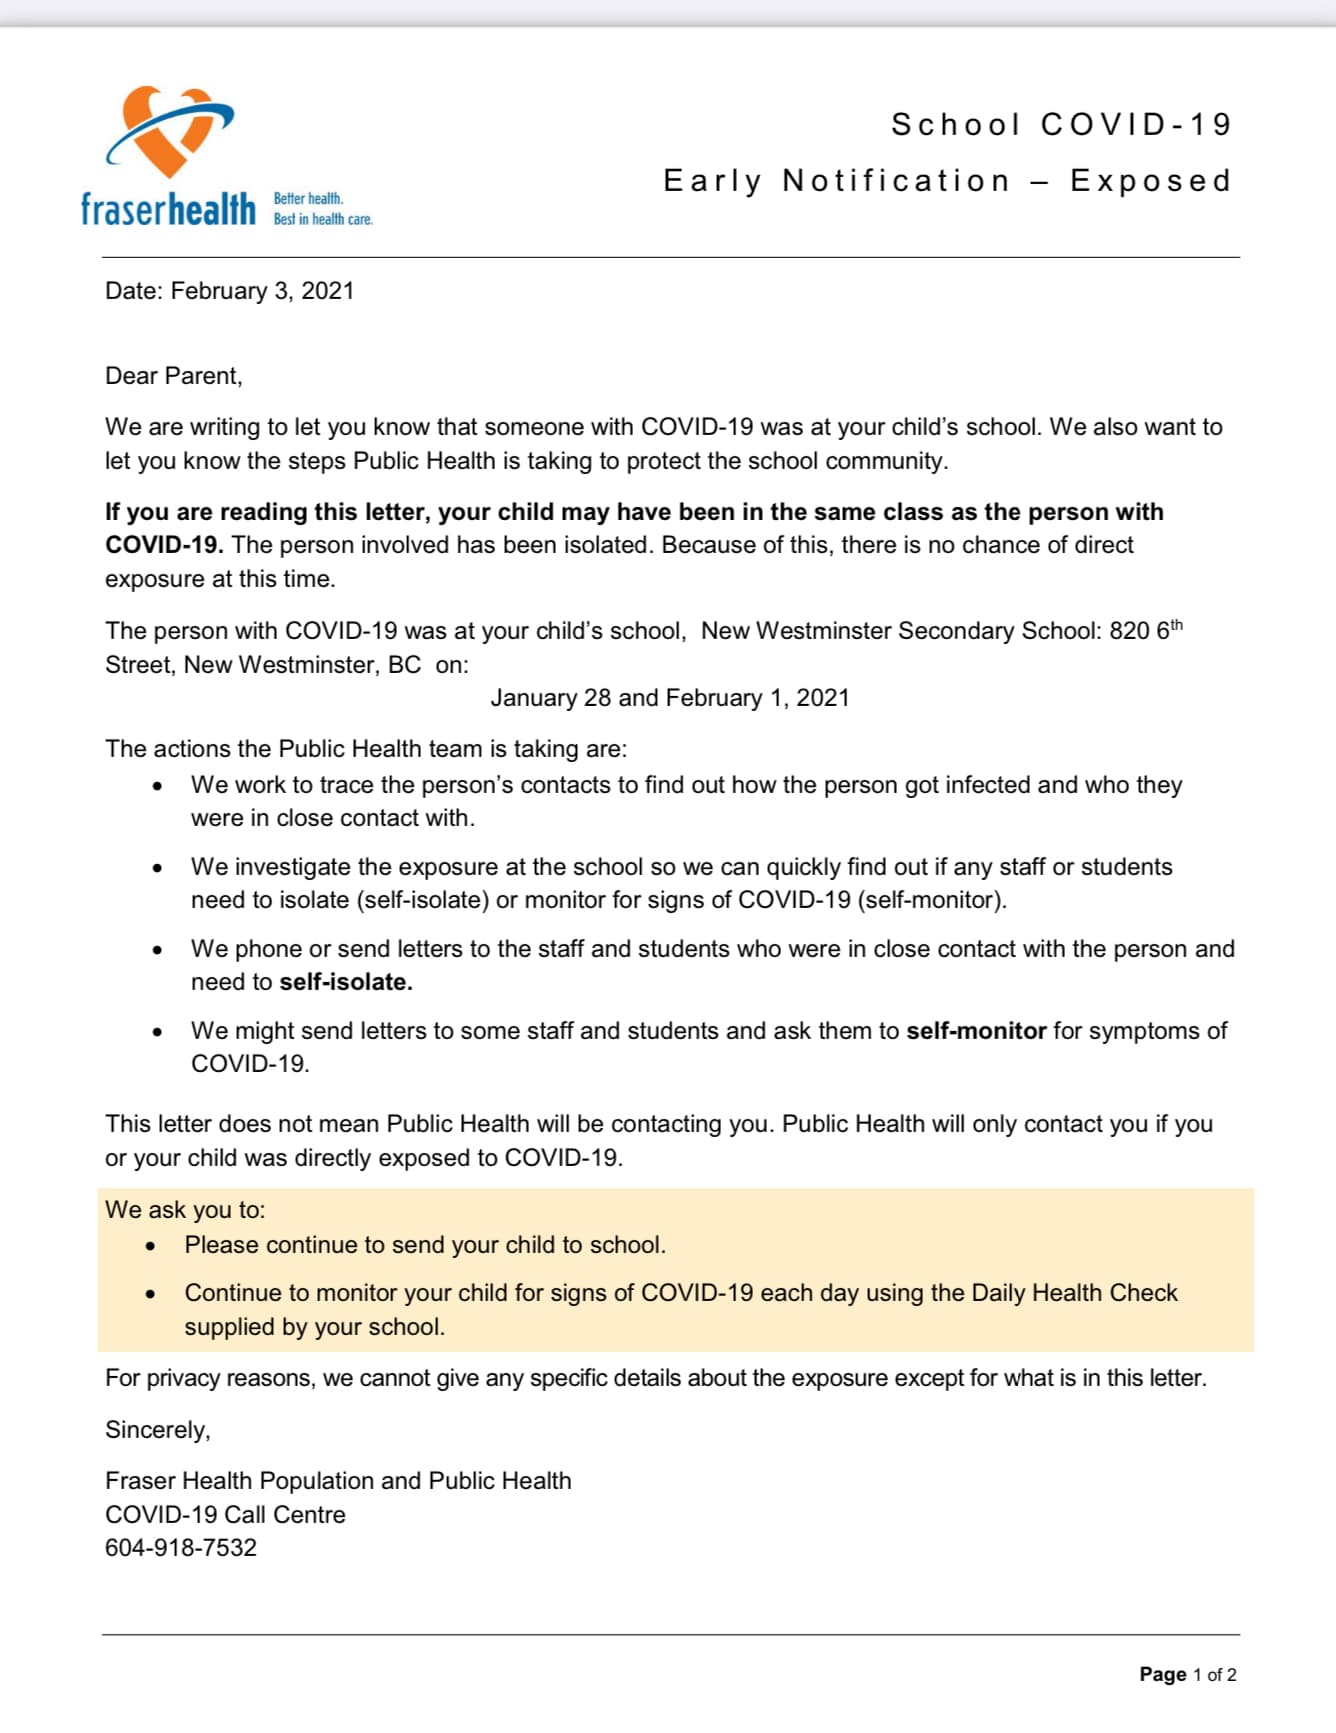 School COVID-19
Early Notification – Exposed
fraserhealth
Better health.
Best in health care.
Date: February 3, 2021
Dear Parent,
We are writing to let you know that someone with COVID-19 was at your child’s school. We also want to
let you know the steps Public Health is taking to protect the school community.
If you are reading this letter, your child may have been in the same class as the person with
COVID-19. The person involved has been isolated. Because of this, there is no chance of direct
exposure at this time.
The person with COVID-19 was at your child’s school,  New Westminster Secondary School: 820 6th
Street, New Westminster, BC  on:
January 28 and February 1, 2021
The actions the Public Health team is taking are:
• We work to trace the person’s contacts to find out how the person got infected and who they
were in close contact with.
• We investigate the exposure at the school so we can quickly find out if any staff or students
need to isolate (self-isolate) or monitor for signs of COVID-19 (self-monitor).
• We phone or send letters to the staff and students who were in close contact with the person and
need to self-isolate.
• We might send letters to some staff and students and ask them to self-monitor for symptoms of
COVID-19.
This letter does not mean Public Health will be contacting you. Public Health will only contact you if you
or your child was directly exposed to COVID-19.
We ask you to:
• Please continue to send your child to school.
• Continue to monitor your child for signs of COVID-19 each day using the Daily Health Check
supplied by your school.
For privacy reasons, we cannot give any specific details about the exposure except for what is in this letter.
Sincerely,
Fraser Health Population and Public Health
COVID-19 Call Centre
604-918-7532
Page 1 of 2